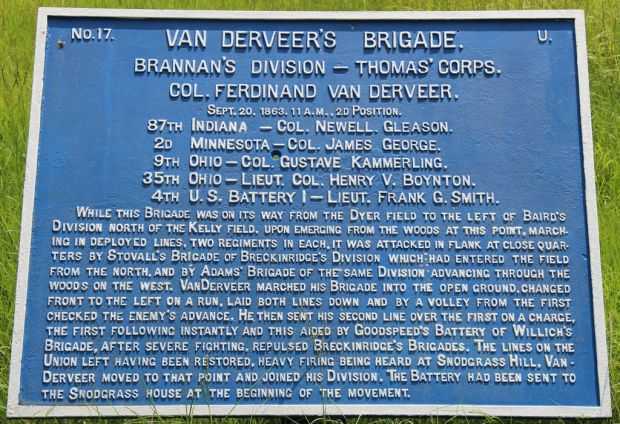 No.17. VAN DERVEER'S BRIGADE. U.
BRANNAN'S DIVISION — THOMAS' CORPS.
COL. FERDINAND VAN DERVEER.
SEPT. 20. 1863. 11 A.M., 2D POSITION.
87TH INDIANA — COL. NEWELL GLEASON.
2D MINNESOTA — COL. JAMES GEORGE.
9TH OHIO — COL. GUSTAVE KAMMERLING.
35TH OHIO — LIEUT. COL. HENRY V. BOYNTON.
4TH U.S. BATTERY I — LIEUT. FRANK G. SMITH.
WHILE THIS BRIGADE WAS ON ITS WAY FROM THE DYER FIELD TO THE LEFT OF BAIRD'S
DIVISION NORTH OF THE KELLY FIELD, UPON EMERGING FROM THE WOODS AT THIS POINT, MARCH-
ING IN DEPLOYED LINES, TWO REGIMENTS IN EACH, IT WAS ATTACKED IN FLANK AT CLOSE QUAR-
TERS BY STOVALL'S BRIGADE OF BRECKINRIDGE'S DIVISION WHICH HAD ENTERED THE FIELD
FROM THE NORTH, AND BY ADAMS' BRIGADE OF THE SAME DIVISION ADVANCING THROUGH THE
WOODS ON THE WEST. VANDERVEER MARCHED HIS BRIGADE INTO THE OPEN GROUND, CHANGED
FRONT TO THE LEFT ON A RUN, LAID BOTH LINES DOWN AND BY A VOLLEY FROM THE FIRST
CHECKED THE ENEMY'S ADVANCE. HE THEN SENT HIS SECOND LINE OVER THE FIRST ON A CHARGE,
THE FIRST FOLLOWING INSTANTLY AND THIS AIDED BY GOODSPEED'S BATTERY OF WILLICH'S
BRIGADE, AFTER SEVERE FIGHTING, REPULSED BRECKINRIDGE'S BRIGADES. THE LINES ON THE
UNION LEFT HAVING BEEN RESTORED, HEAVY FIRING BEING HEARD AT SNODGRASS HILL, VAN-
DERVEER MOVED TO THAT POINT AND JOINED HIS DIVISION. THE BATTERY HAD BEEN SENT TO
THE SNODGRASS HOUSE AT THE BEGINNING OF THE MOVEMENT.